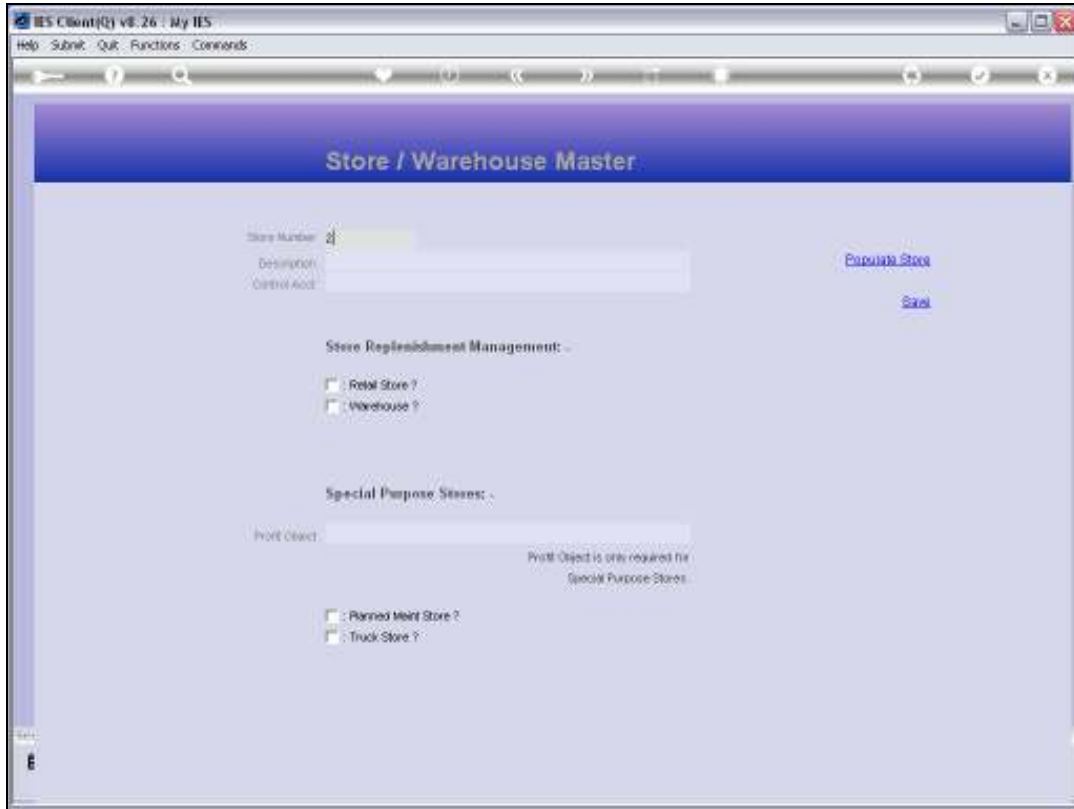 IES Client(Q) v8.26 : My IES
Help Submit Quit Functions Commands
Store / Warehouse Master
Store Number 2
Description
Control Acct
Populate Store
Save
Store Replenishment Management: -
: Retail Store ?
: Warehouse ?
Special Purpose Stores: -
Profit Object
Profit Object is only required for
Special Purpose Stores.
: Planned Maint Store ?
: Truck Store ?